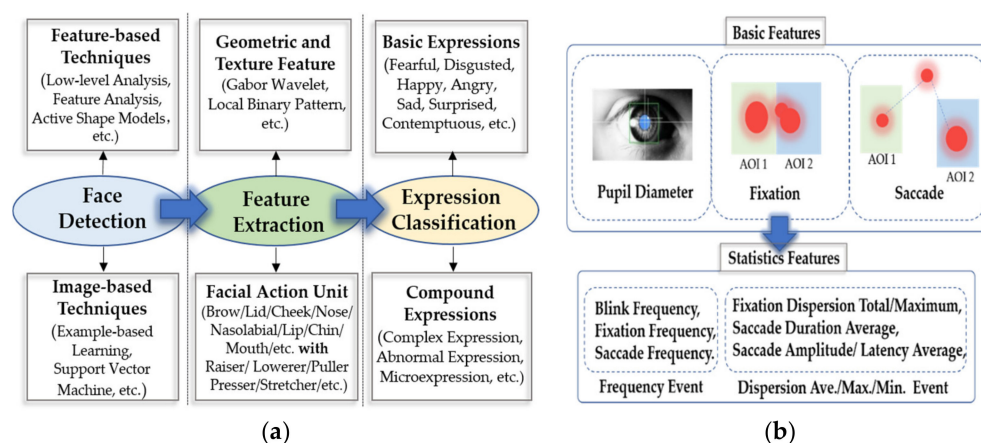 Feature-based
Techniques
(Low-level Analysis,
Feature Analysis,
Active Shape Models,
etc.)
Geometric and
Texture Feature
(Gabor Wavelet,
Local Binary Pattern,
etc.)
Basic Expressions
(Fearful, Disgusted,
Happy, Angry,
Sad, Surprised,
Contemptuous, etc.)
Face
Detection
Feature
Extraction
Expression
Classification
Image-based
Techniques
(Example-based
Learning,
Support Vector
Machine, etc.)
Facial Action Unit
(Brow/Lid/Cheek/Nose/
Nasolabial/Lip/Chin/
Mouth/etc. with
Raiser/ Lowerer/Puller
Presser/Stretcher/etc.)
Compound
Expressions
(Complex Expression,
Abnormal Expression,
Microexpression, etc.)
(a)
Basic Features
AOI 1
AOI 2
AOI 1
AOI 2
Pupil Diameter
Fixation
Saccade
Statistics Features
Blink Frequency,
Fixation Frequency,
Saccade Frequency.
Frequency Event
Fixation Dispersion Total/Maximum,
Saccade Duration Average,
Saccade Amplitude/ Latency Average,
Dispersion Ave./Max./Min. Event
(b)